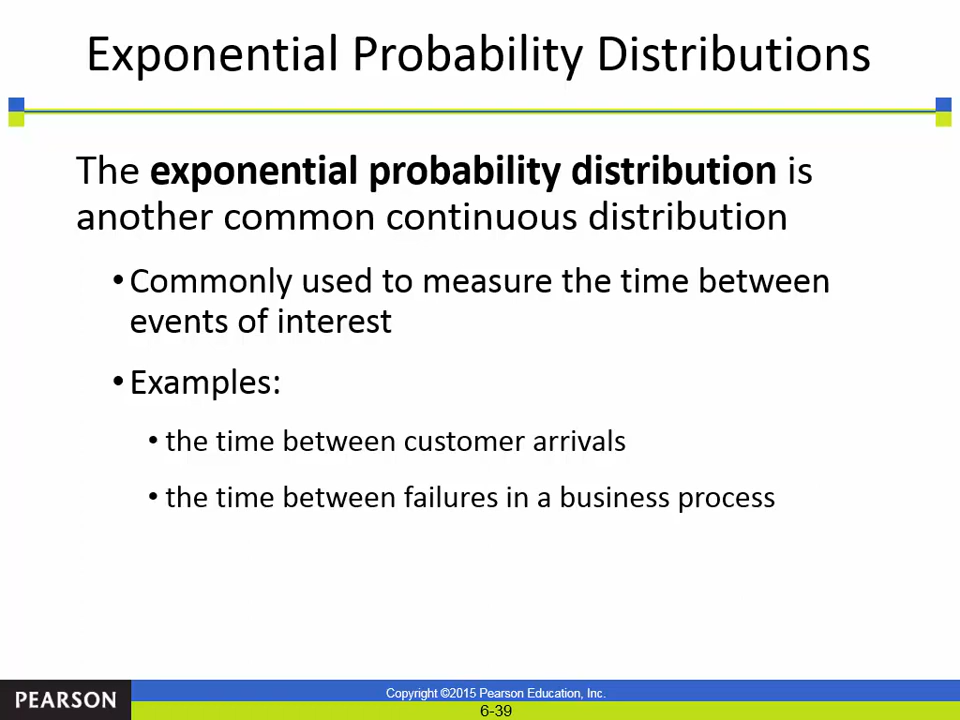 Exponential Probability Distributions
The exponential probability distribution is
another common continuous distribution
•Commonly used to measure the time between
events of interest
•Examples:
• the time between customer arrivals
• the time between failures in a business process
PEARSON
Copyright ©2015 Pearson Education, Inc.
6-39